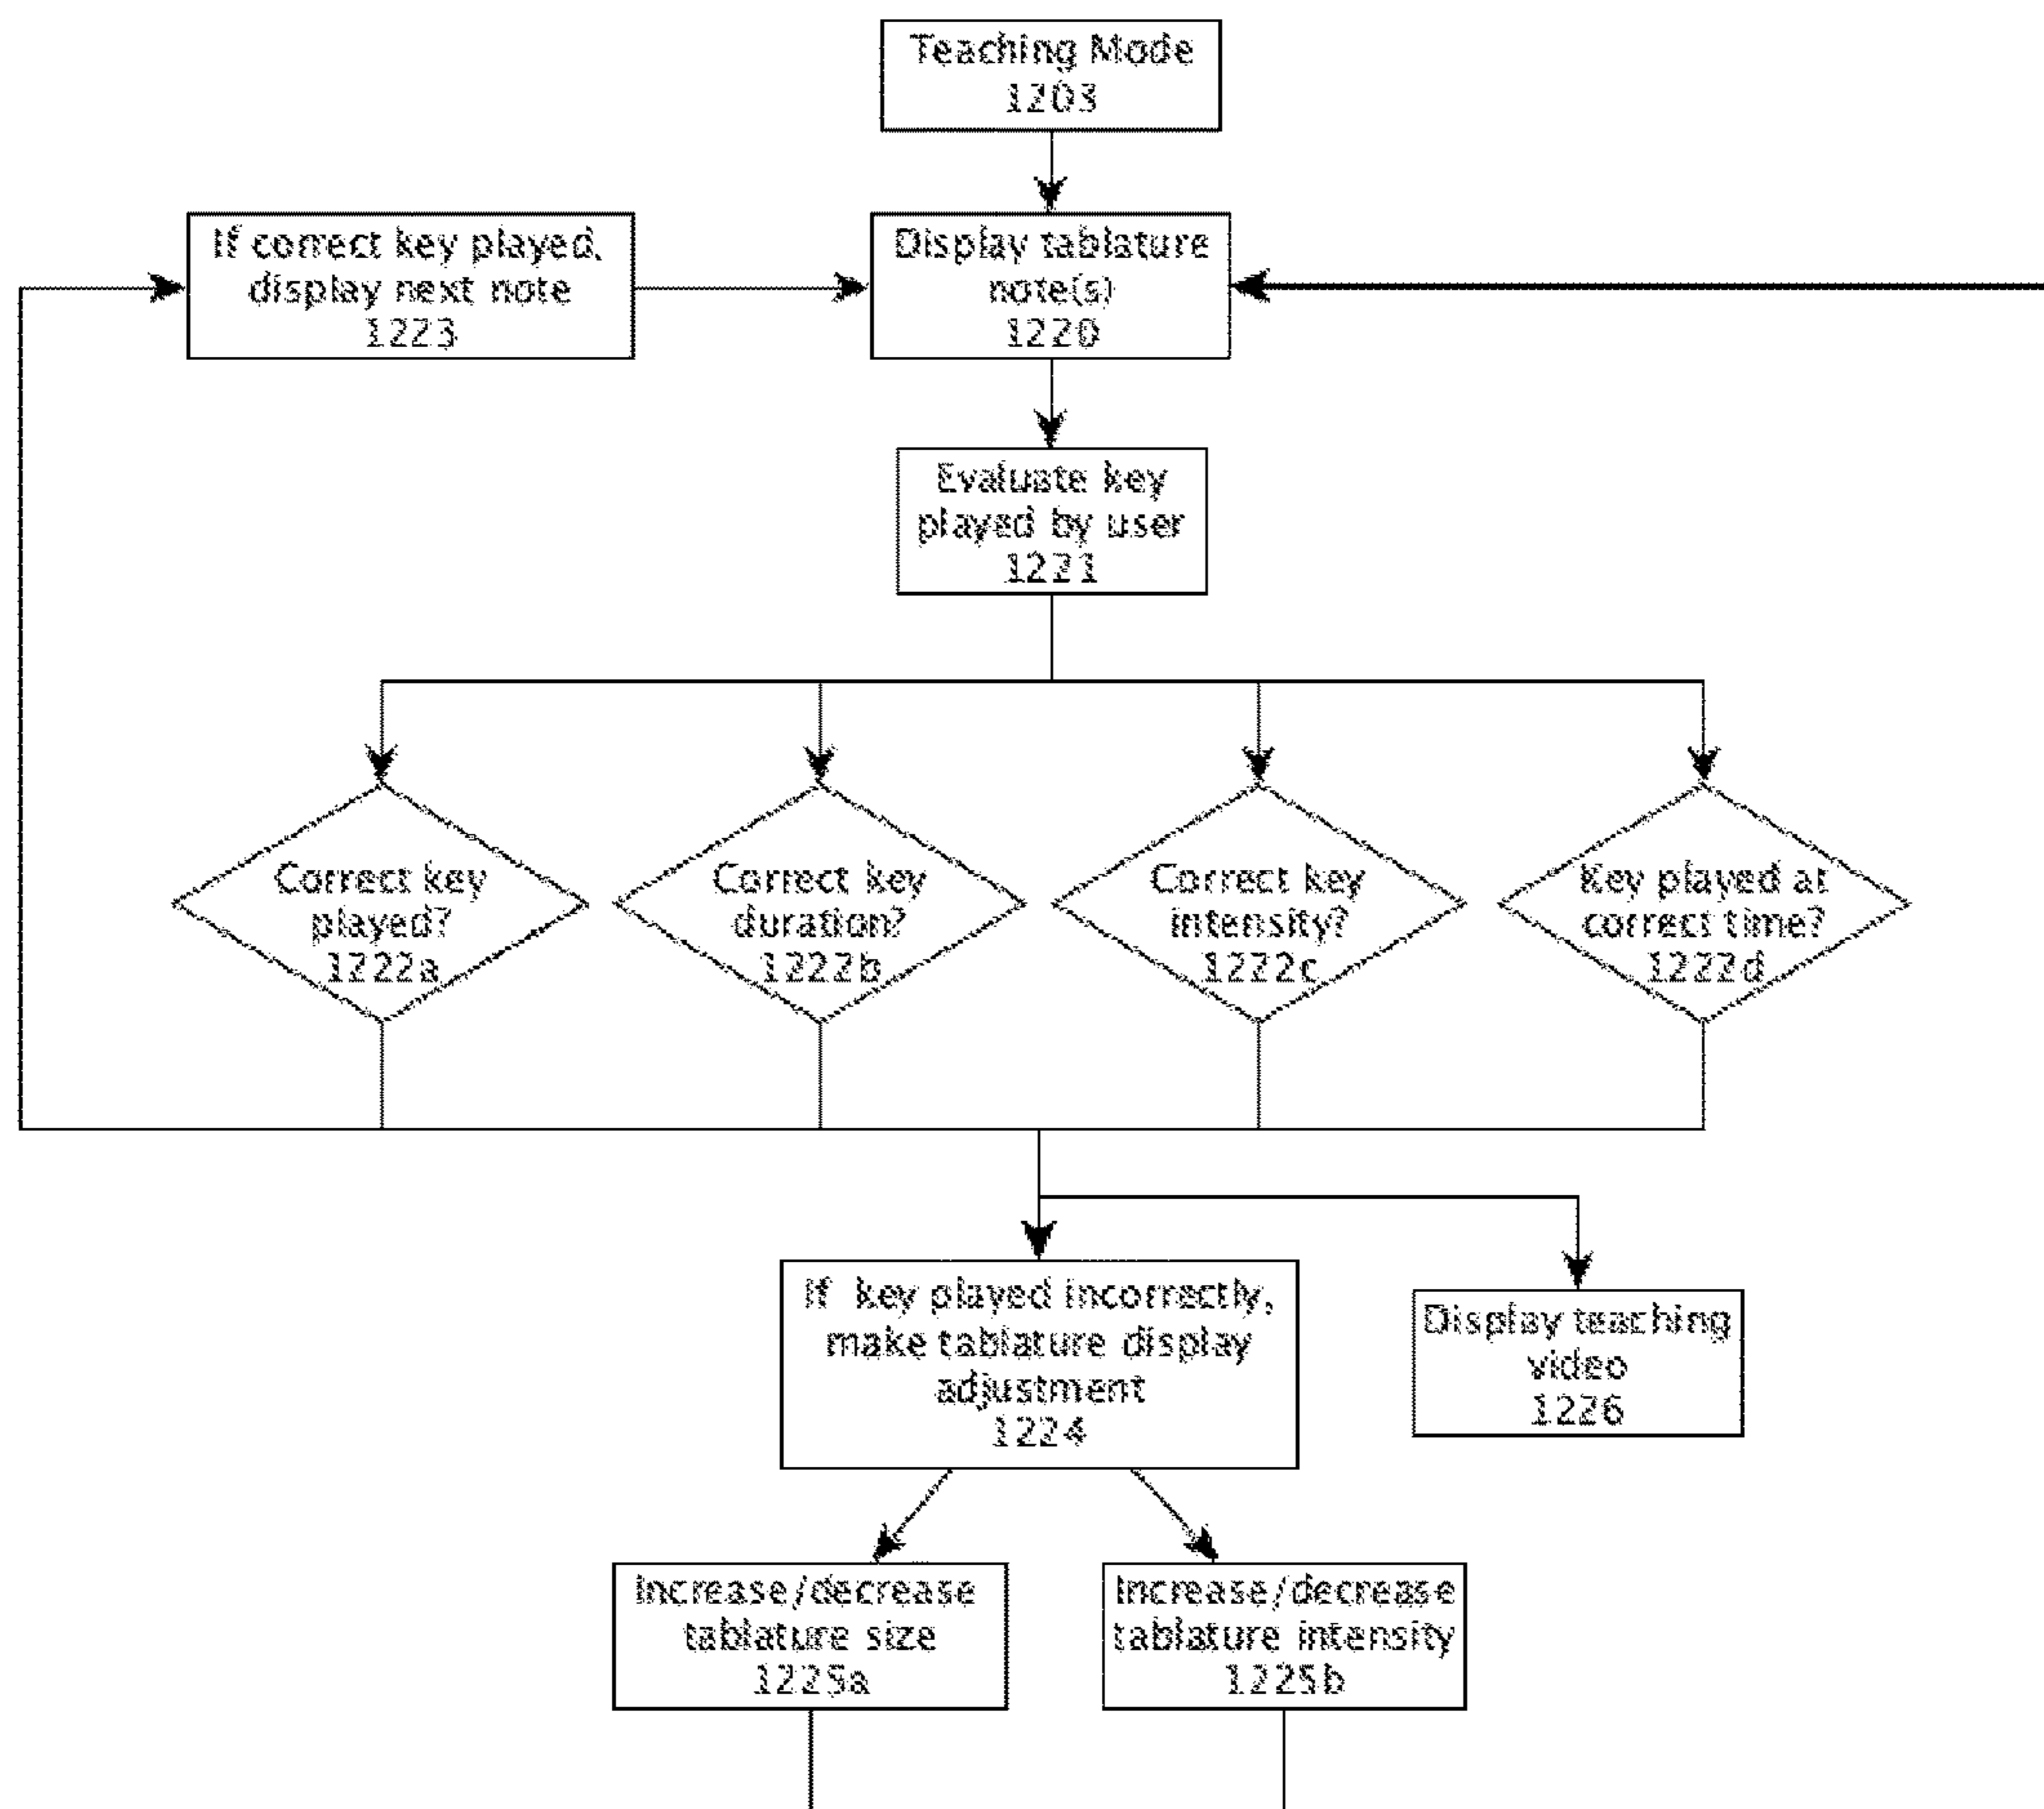 Teaching Mode
1203
If correct key played,
display next note
1223
Display tablature
note(s)
1220
Evaluate key
played by user
1221
Correct key
played?
1222a
Correct key
duration?
1222b
Correct key
intensity?
1222c
Key played at
correct time?
1222d
If key played incorrectly,
make tablature display
adjustment
1224
Display teaching
video
1226
Increase/decrease
tablature size
1225a
Increase/decrease
tablature intensity
1225b